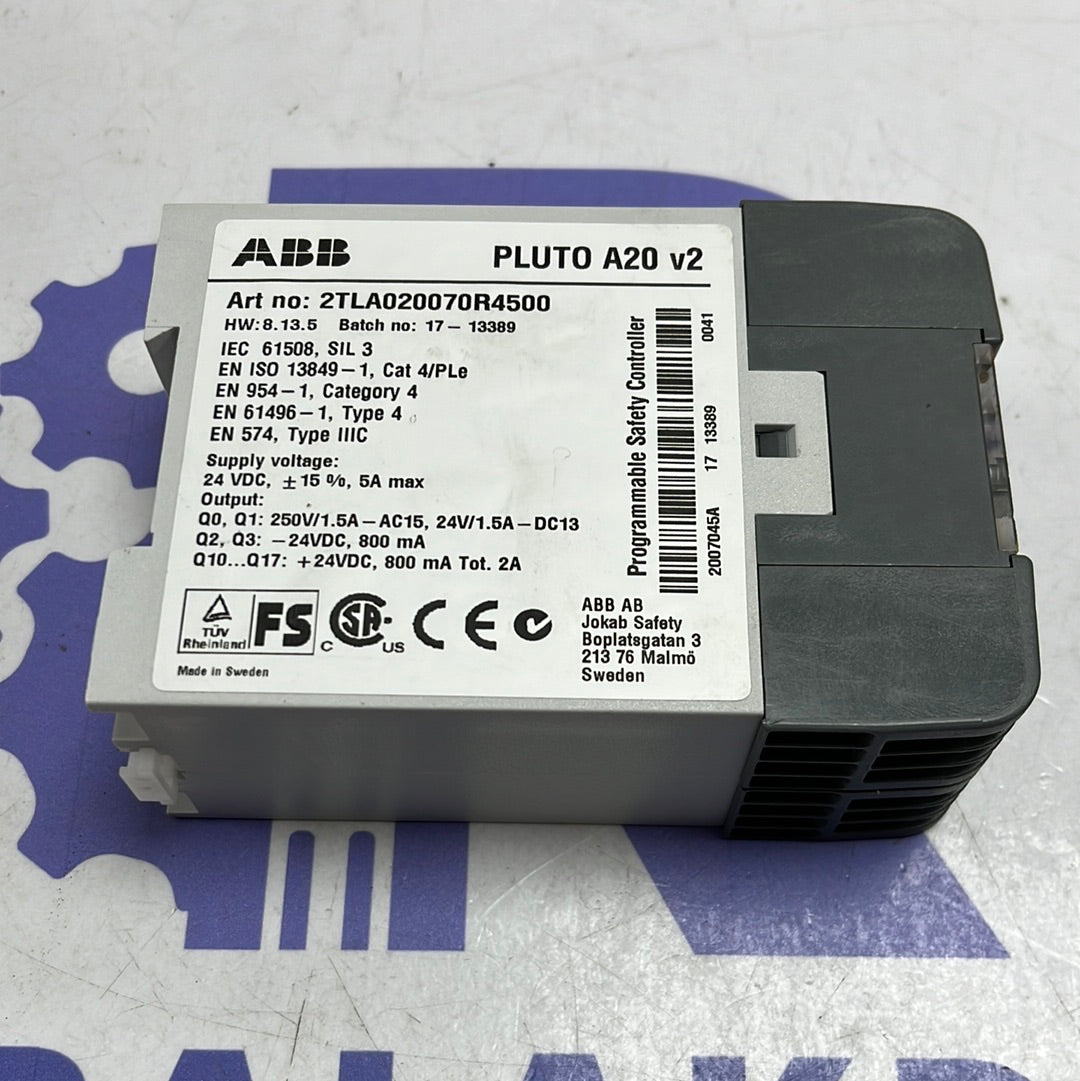 ABB PLUTO A20 v2
Art no: 2TLA020070R4500
HW: 8.13.5 Batch no: 17 – 13389
IEC 61508, SIL 3
EN ISO 13849–1, Cat 4/PLe
EN 954–1, Category 4
EN 61496–1, Type 4
EN 574, Type IIIC
Supply voltage:
24 VDC, ±15 %, 5A max
Output:
Q0, Q1: 250V/1.5A–AC15, 24V/1.5A–DC13
Q2, Q3: –24VDC, 800 mA
Q10...Q17: +24VDC, 800 mA Tot. 2A
Programmable Safety Controller
2007045A 17 13389 0041
TÜV
Rheinland
FS
C SA US
CE
ABB AB
Jokab Safety
Boplatsgatan 3
213 76 Malmö
Sweden
Made in Sweden